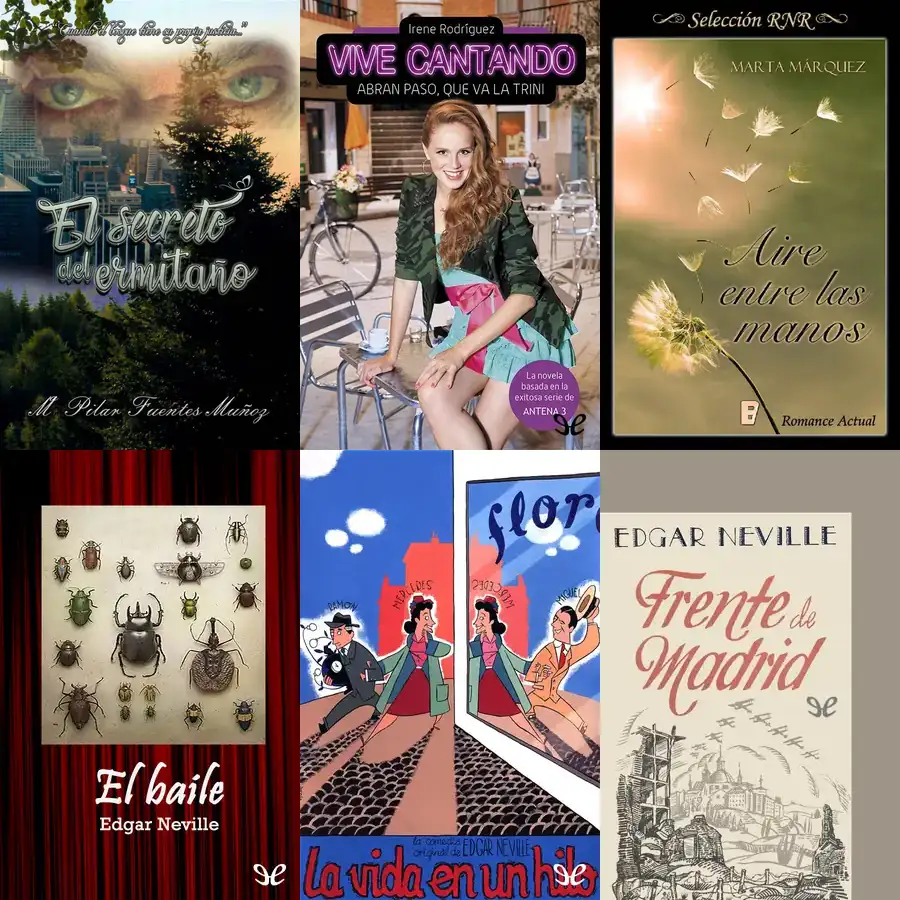 "Cuando el bosque tiene su propia justicia..."
El secreto
del ermitaño
Mª Pilar Fuentes Muñoz
Irene Rodríguez
VIVE CANTANDO
ABRAN PASO, QUE VA LA TRINI
La novela
basada en la
exitosa serie de
ANTENA 3
Selección RNR
MARTA MÁRQUEZ
Aire
entre las
manos
B
Romance Actual
El baile
Edgar Neville
flor
RAMÓN
MERCEDES
MERCEDES
MIGUEL
la comedia
original de EDGAR NEVILLE
La vida en un hilo
EDGAR NEVILLE
Frente de
Madrid